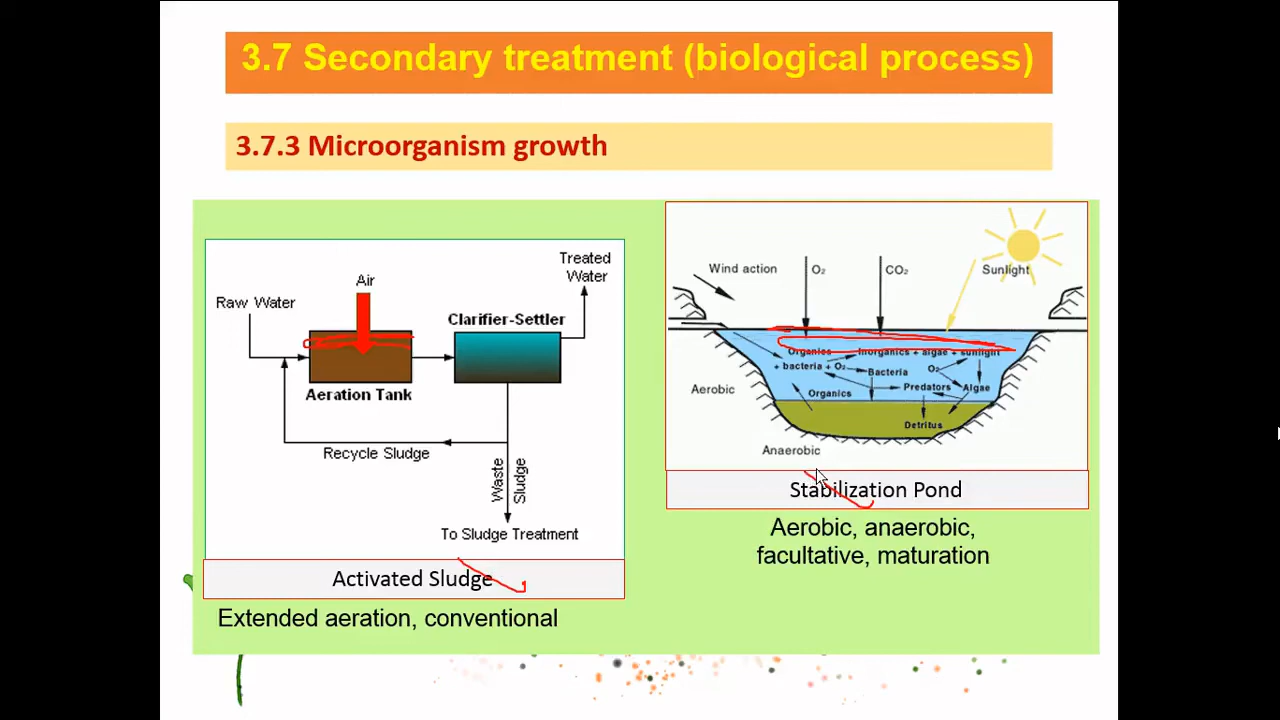 3.7 Secondary treatment (biological process)
3.7.3 Microorganism growth
Treated
Water
Air
Raw Water
Clarifier-Settler
Aeration Tank
Recycle Sludge
Waste
Sludge
To Sludge Treatment
Activated Sludge
Extended aeration, conventional
Wind action
O₂
CO₂
Sunlight
Organics
Inorganics + algae + sunlight
+ bacteria + O₂
Bacteria
O₂
Aerobic
Organics
Predators
Algae
Detritus
Anaerobic
Stabilization Pond
Aerobic, anaerobic,
facultative, maturation